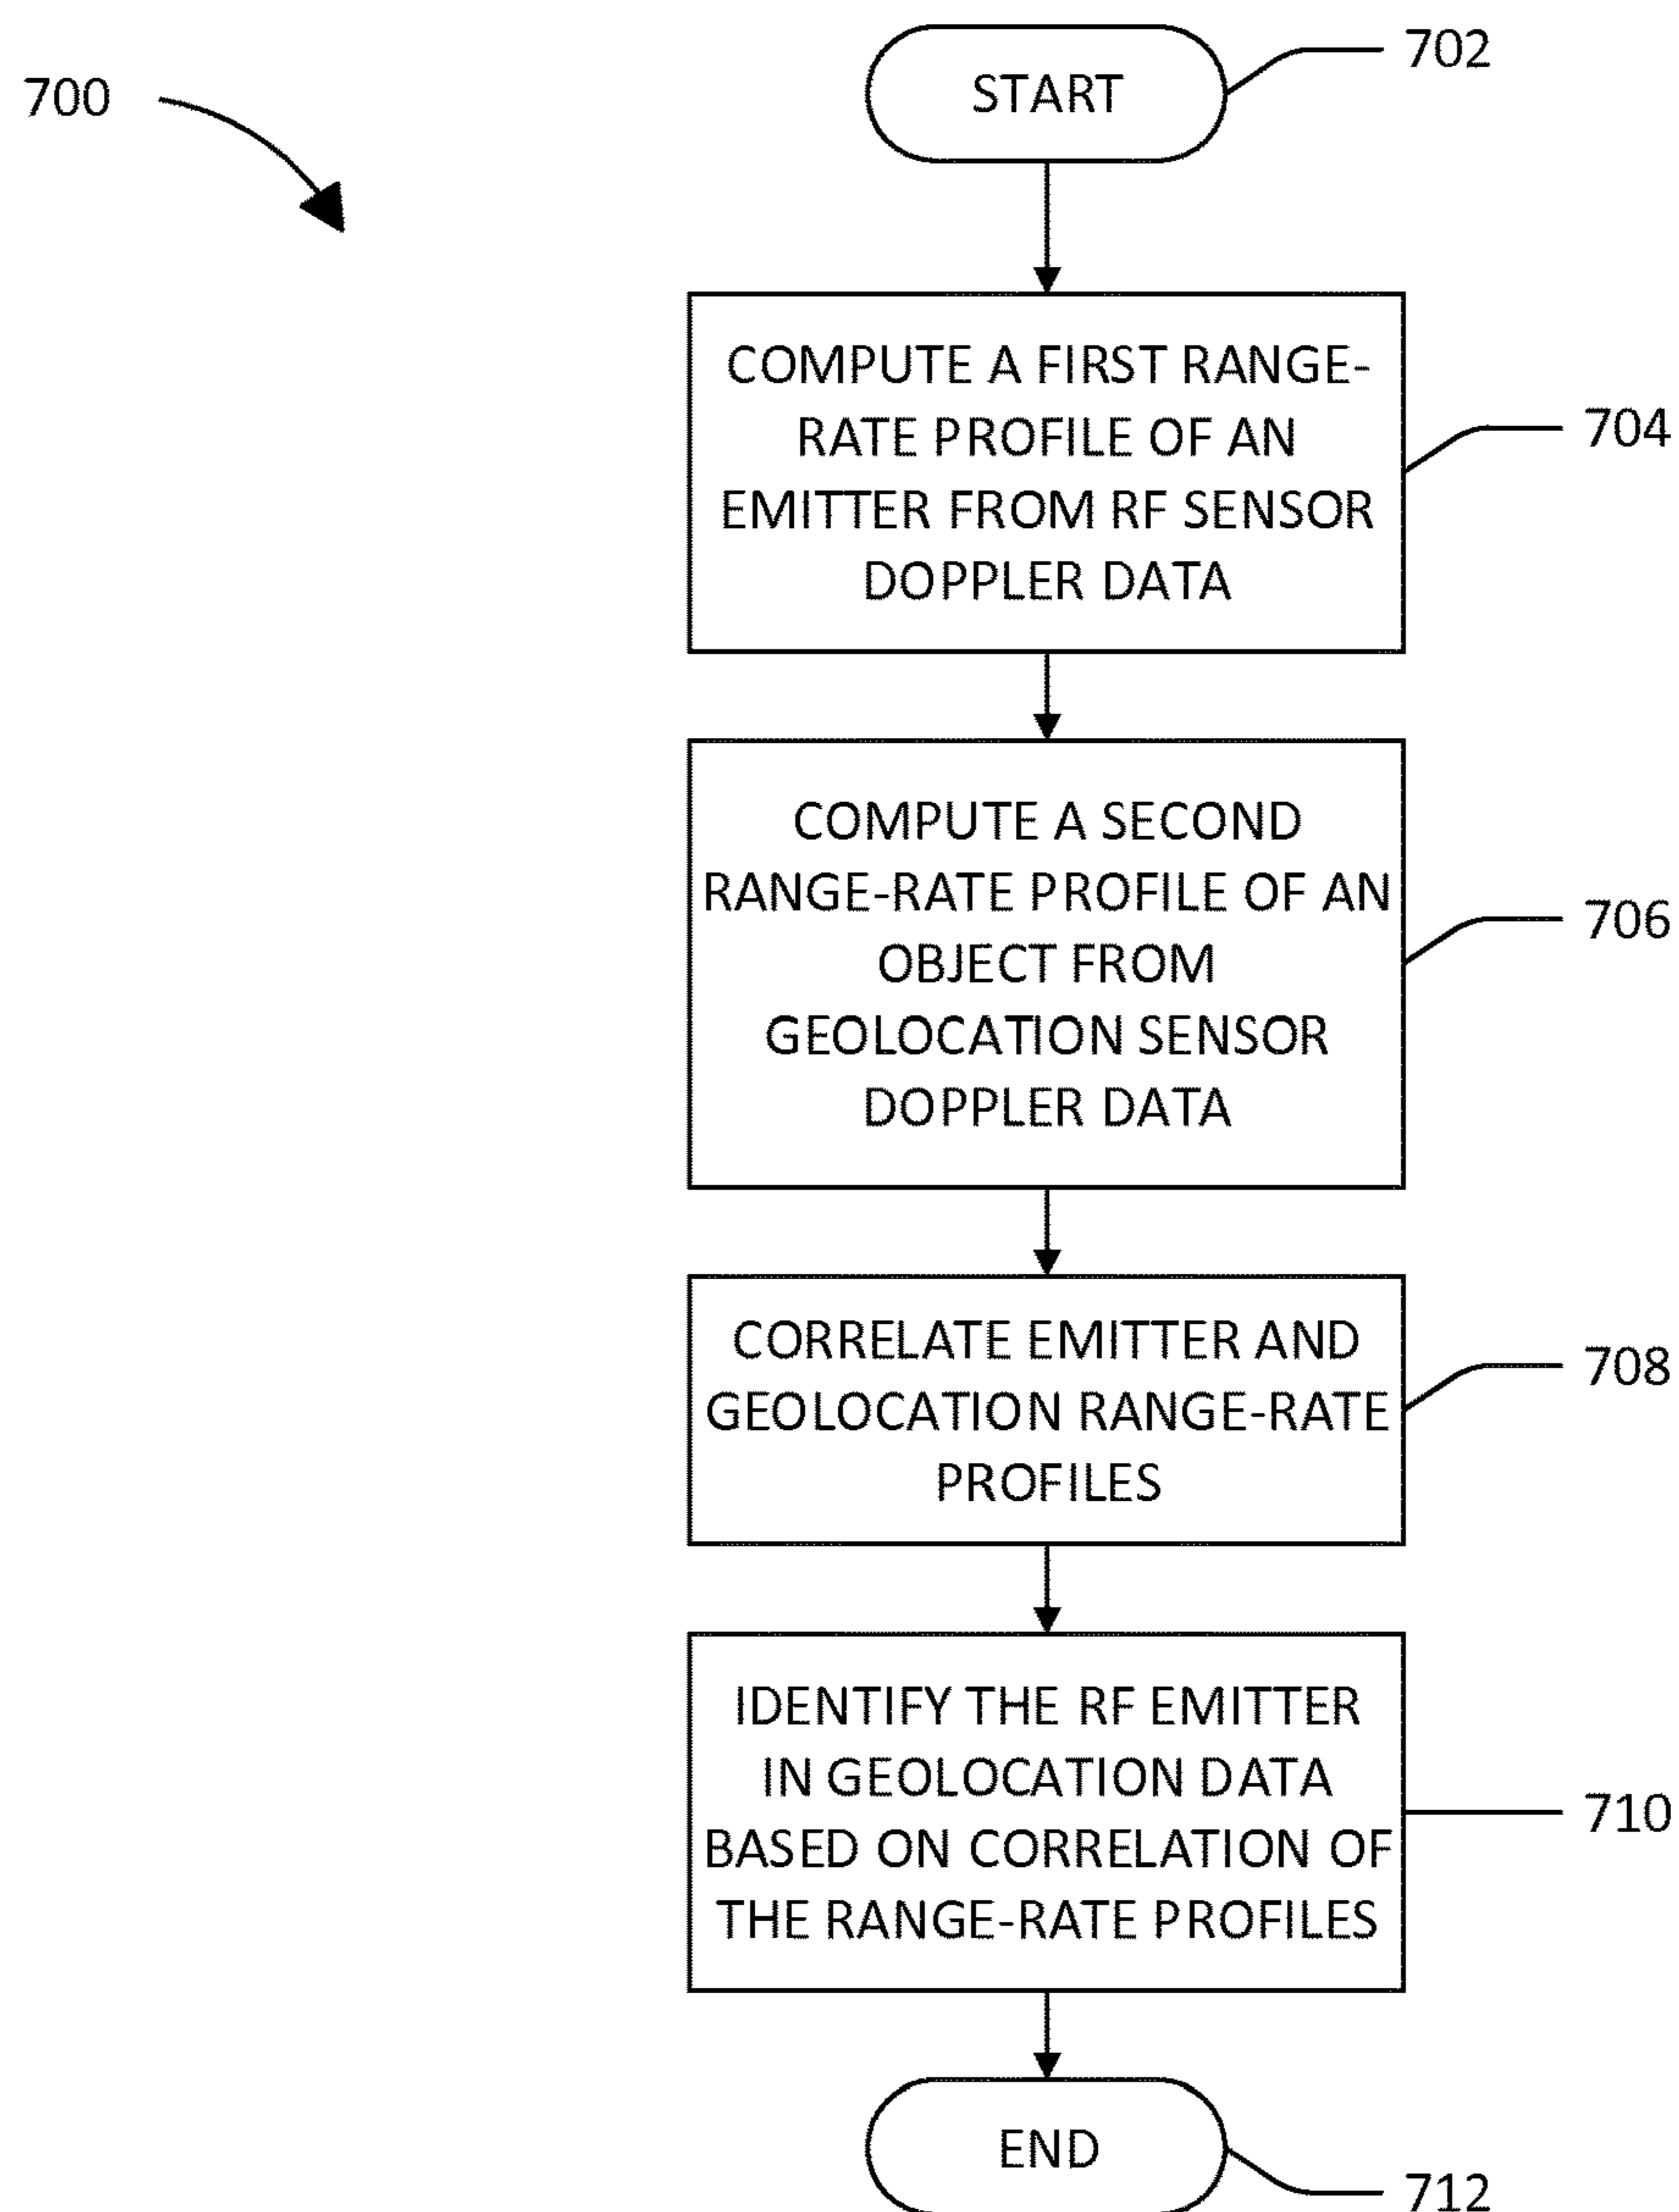 700
START
702
COMPUTE A FIRST RANGE-
RATE PROFILE OF AN
EMITTER FROM RF SENSOR
DOPPLER DATA
704
COMPUTE A SECOND
RANGE-RATE PROFILE OF AN
OBJECT FROM
GEOLOCATION SENSOR
DOPPLER DATA
706
CORRELATE EMITTER AND
GEOLOCATION RANGE-RATE
PROFILES
708
IDENTIFY THE RF EMITTER
IN GEOLOCATION DATA
BASED ON CORRELATION OF
THE RANGE-RATE PROFILES
710
END
712